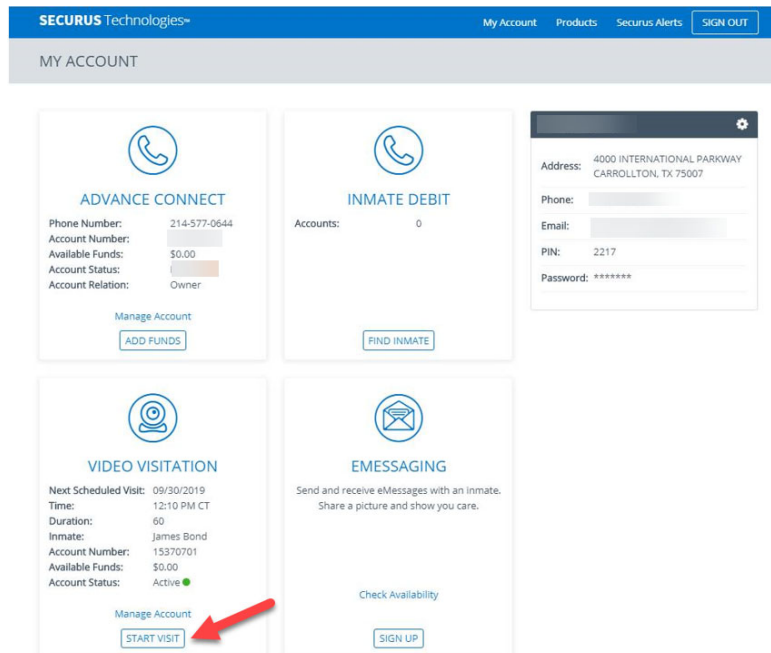 SECURUS Technologies℠
My Account Products Securus Alerts SIGN OUT
MY ACCOUNT
ADVANCE CONNECT
Phone Number: 214-577-0644
Account Number:
Available Funds: $0.00
Account Status:
Account Relation: Owner
Manage Account
ADD FUNDS
INMATE DEBIT
Accounts: 0
FIND INMATE
Address: 4000 INTERNATIONAL PARKWAY
CARROLLTON, TX 75007
Phone:
Email:
PIN: 2217
Password: *******
VIDEO VISITATION
Next Scheduled Visit: 09/30/2019
Time: 12:10 PM CT
Duration: 60
Inmate: James Bond
Account Number: 15370701
Available Funds: $0.00
Account Status: Active
Manage Account
START VISIT
EMESSAGING
Send and receive eMessages with an inmate.
Share a picture and show you care.
Check Availability
SIGN UP